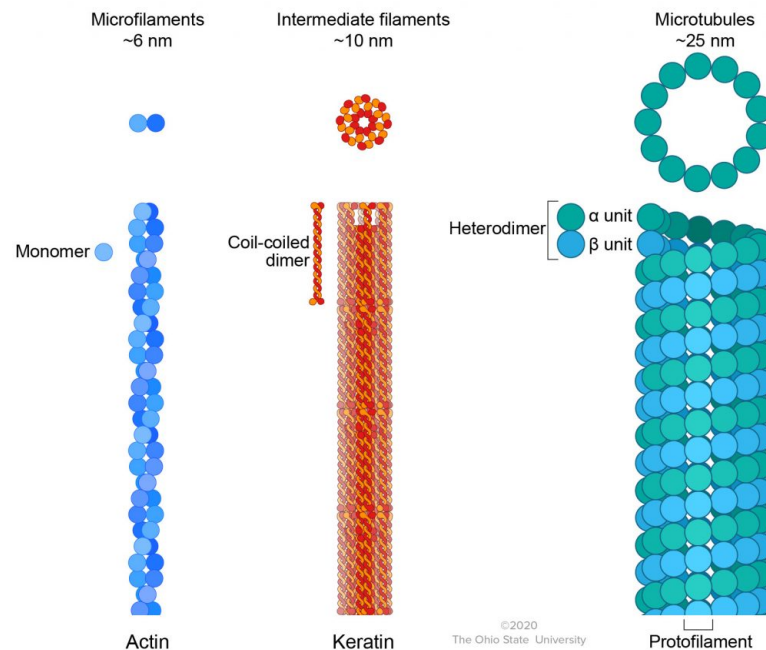 Microfilaments
~6 nm
Intermediate filaments
~10 nm
Microtubules
~25 nm
Monomer
Coil-coiled
dimer
Heterodimer
α unit
β unit
Actin
Keratin
©2020
The Ohio State University
Protofilament